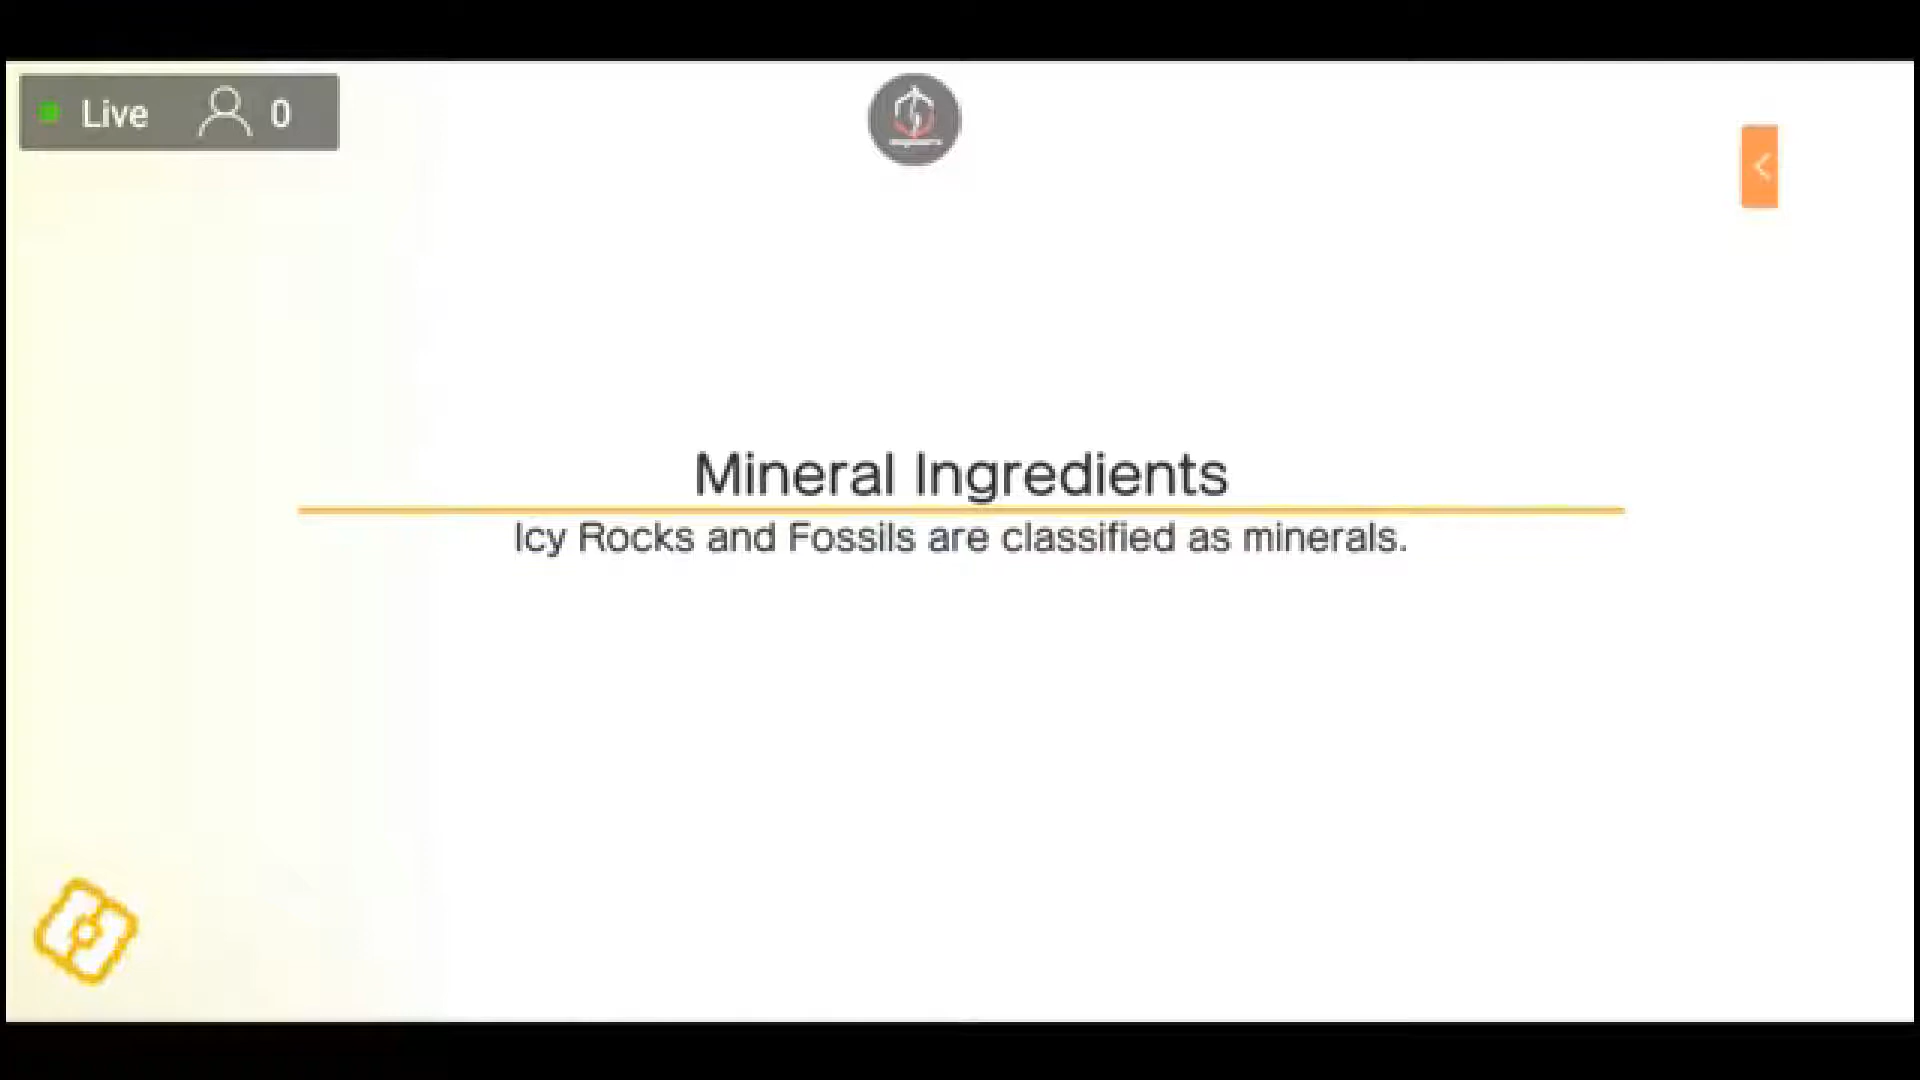 Live 0
Mineral Ingredients
Icy Rocks and Fossils are classified as minerals.